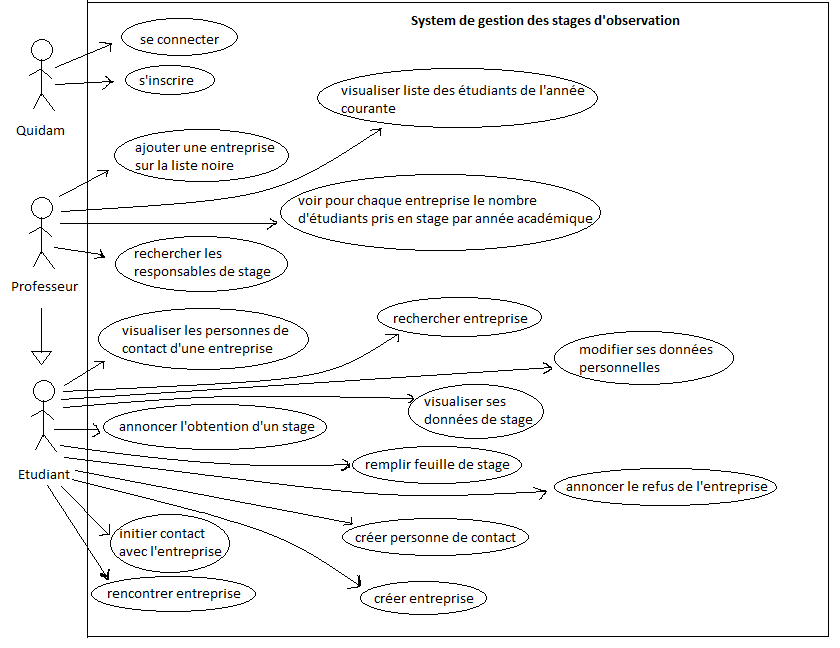 System de gestion des stages d'observation
se connecter
s'inscrire
Quidam
visualiser liste des étudiants de l'année
courante
ajouter une entreprise
sur la liste noire
voir pour chaque entreprise le nombre
d'étudiants pris en stage par année académique
rechercher les
responsables de stage
Professeur
visualiser les personnes de
contact d'une entreprise
rechercher entreprise
modifier ses données
personnelles
visualiser ses
données de stage
annoncer l'obtention d'un stage
remplir feuille de stage
Etudiant
annoncer le refus de l'entreprise
initier contact
avec l'entreprise
créer personne de contact
rencontrer entreprise
créer entreprise